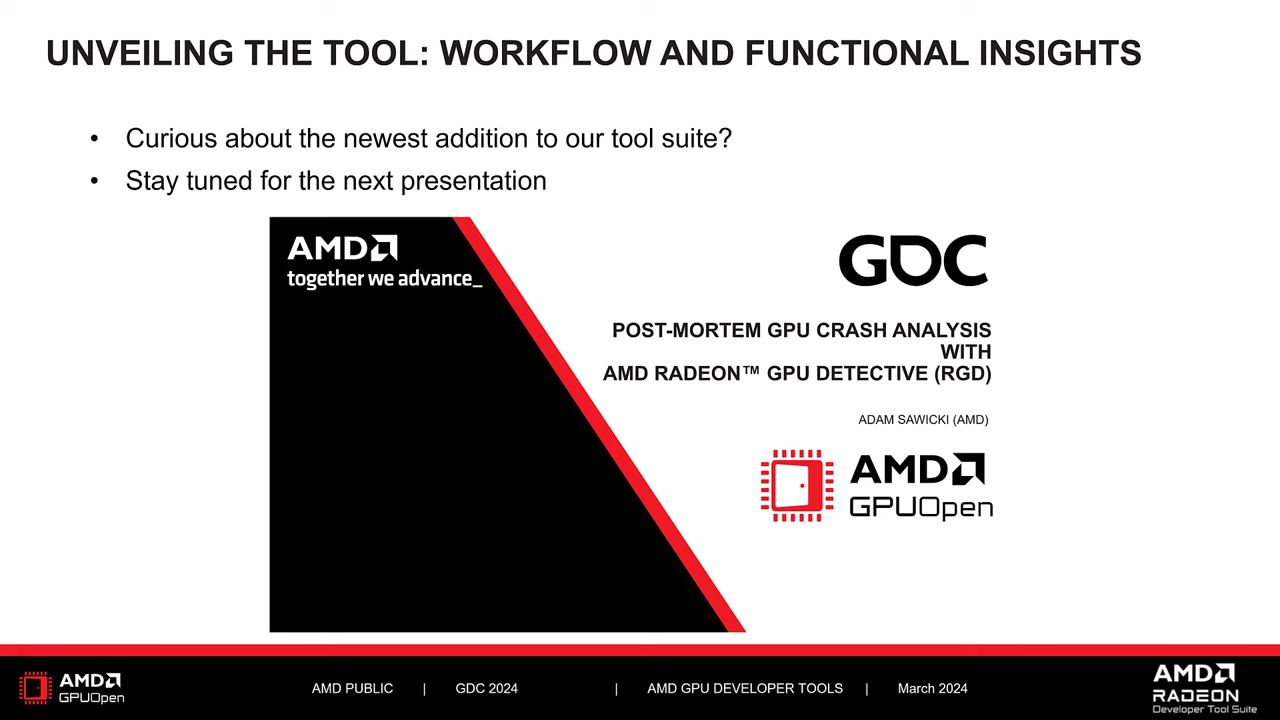 UNVEILING THE TOOL: WORKFLOW AND FUNCTIONAL INSIGHTS
• Curious about the newest addition to our tool suite?
• Stay tuned for the next presentation
AMD
together we advance_
GDC
POST-MORTEM GPU CRASH ANALYSIS
WITH
AMD RADEON™ GPU DETECTIVE (RGD)
ADAM SAWICKI (AMD)
AMD
GPUOpen
AMD
GPUOpen
AMD PUBLIC | GDC 2024 | AMD GPU DEVELOPER TOOLS | March 2024
AMD
RADEON
Developer Tool Suite